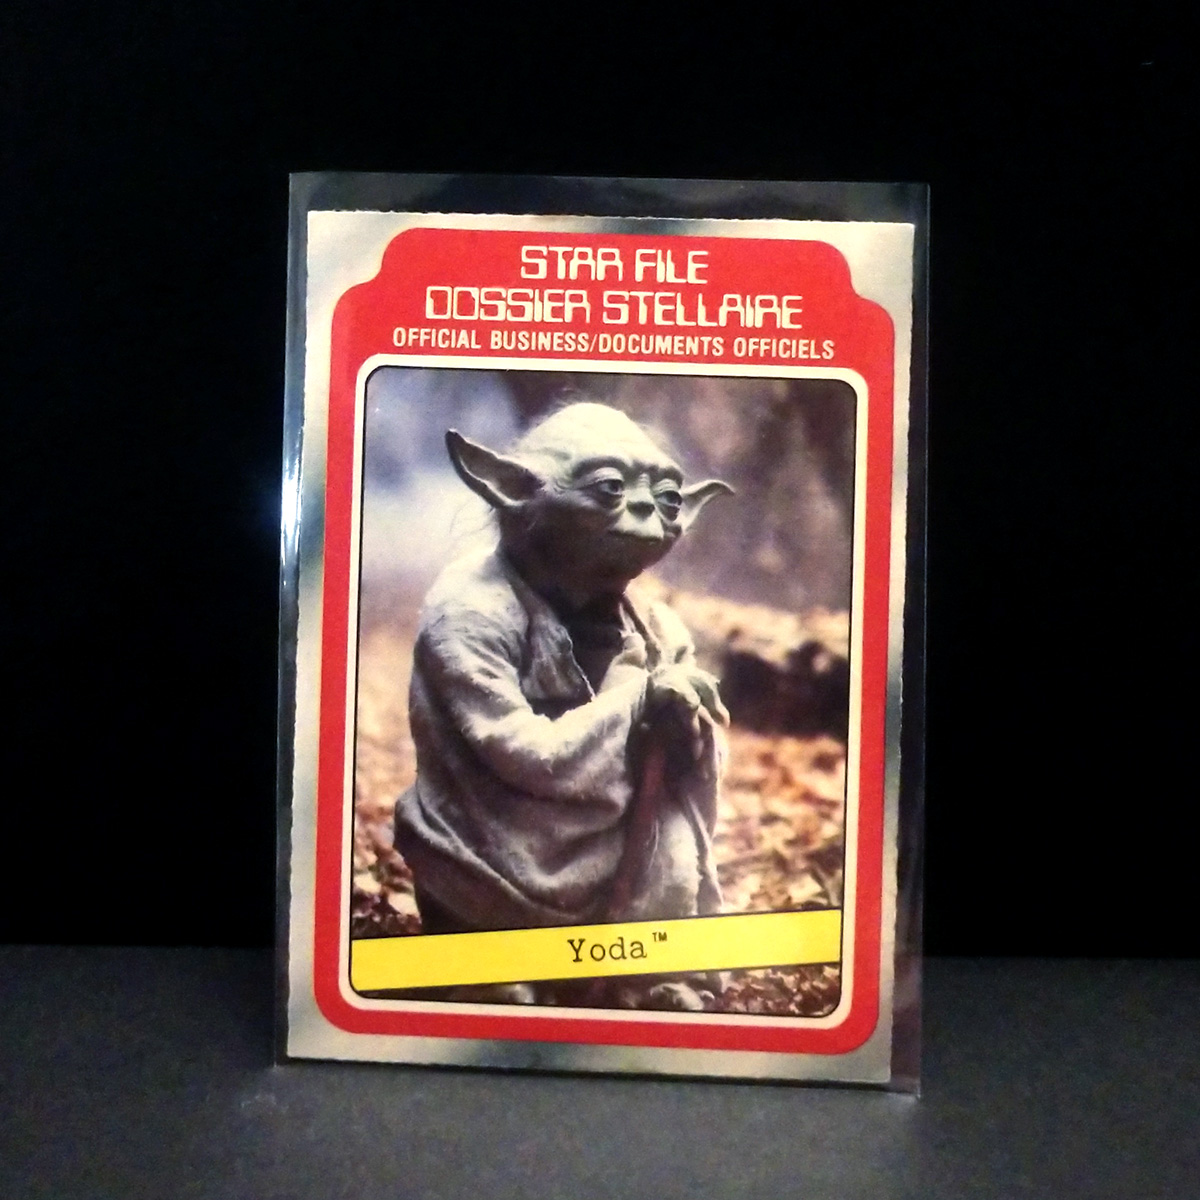 STAR FILE
DOSSIER STELLAIRE
OFFICIAL BUSINESS/DOCUMENTS OFFICIELS
Yoda™